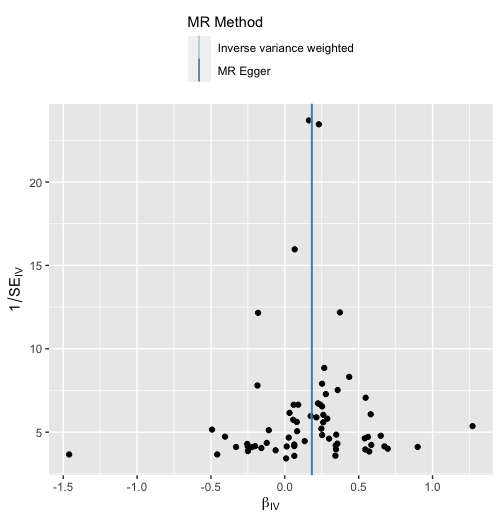 MR Method
Inverse variance weighted
MR Egger
20
15
10
5
1/SE_IV
-1.5 -1.0 -0.5 0.0 0.5 1.0
β_IV